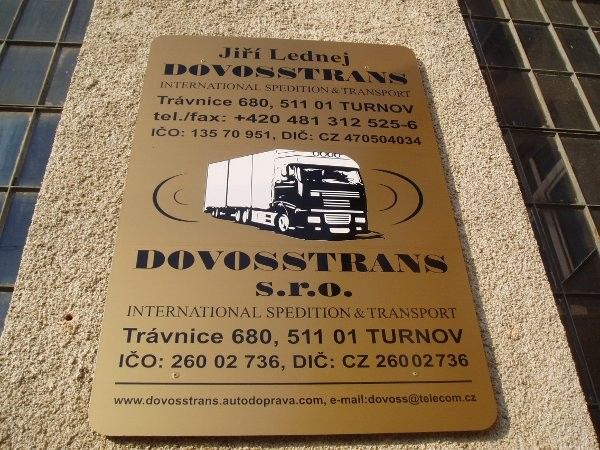 Jiří Lednej
DOVOSSTRANS
INTERNATIONAL SPEDITION & TRANSPORT
Trávnice 680, 511 01 TURNOV
tel./fax: +420 481 312 525-6
IČO: 135 70 951, DIČ: CZ 470504034
DOVOSSTRANS
s.r.o.
INTERNATIONAL SPEDITION & TRANSPORT
Trávnice 680, 511 01 TURNOV
IČO: 260 02 736, DIČ: CZ 26002736
www.dovosstrans.autodoprava.com, e-mail:dovoss@telecom.cz